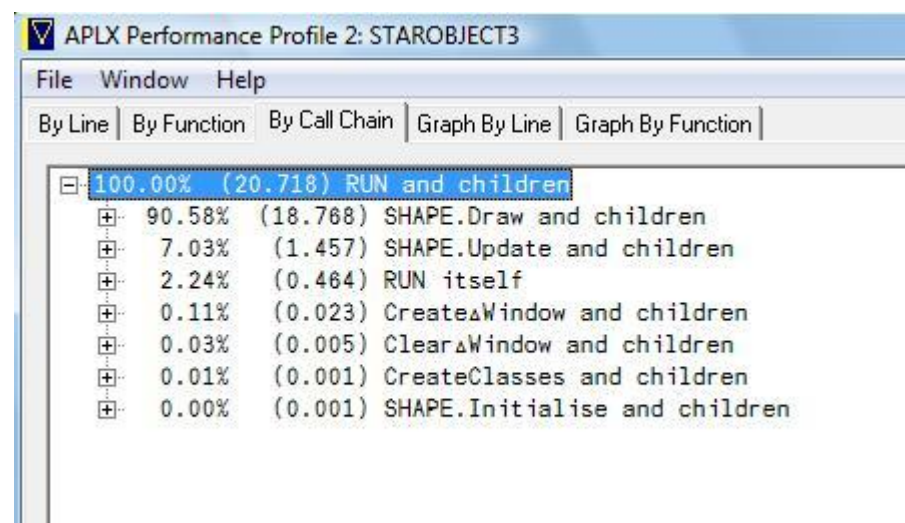 APLX Performance Profile 2: STAROBJECT3
File Window Help
By Line By Function By Call Chain Graph By Line Graph By Function
100.00% (20.718) RUN and children
90.58% (18.768) SHAPE.Draw and children
7.03% (1.457) SHAPE.Update and children
2.24% (0.464) RUN itself
0.11% (0.023) Create∆Window and children
0.03% (0.005) Clear∆Window and children
0.01% (0.001) CreateClasses and children
0.00% (0.001) SHAPE.Initialise and children